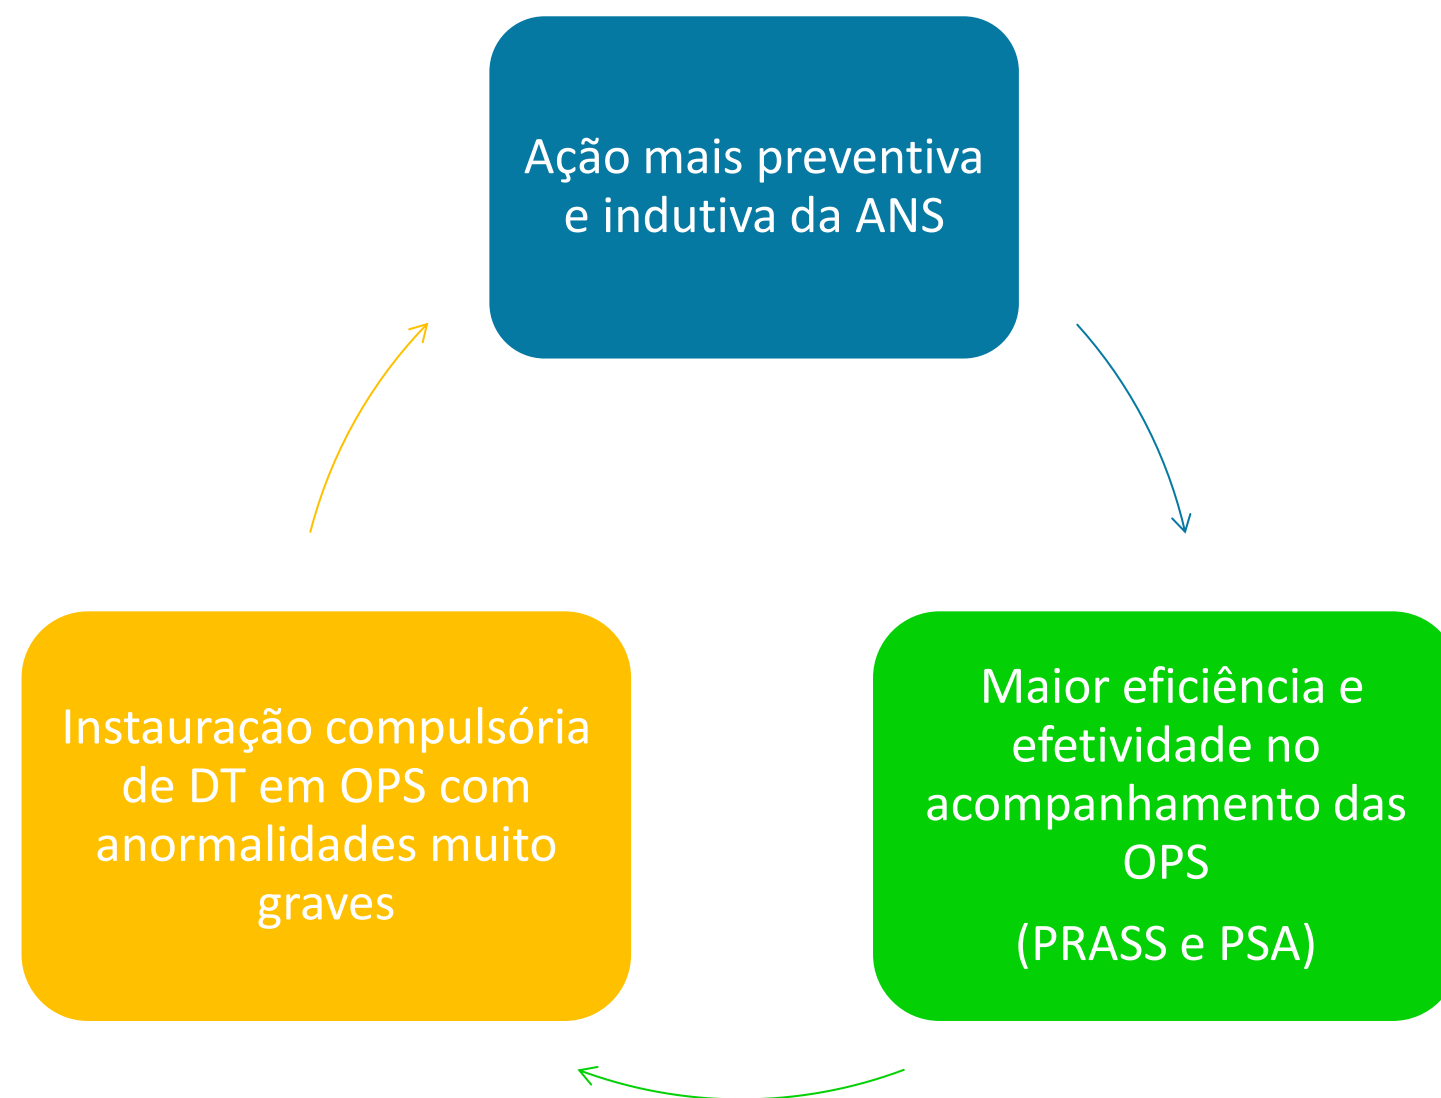 Ação mais preventiva
e indutiva da ANS
Instauração compulsória
de DT em OPS com
anormalidades muito
graves
Maior eficiência e
efetividade no
acompanhamento das
OPS
(PRASS e PSA)